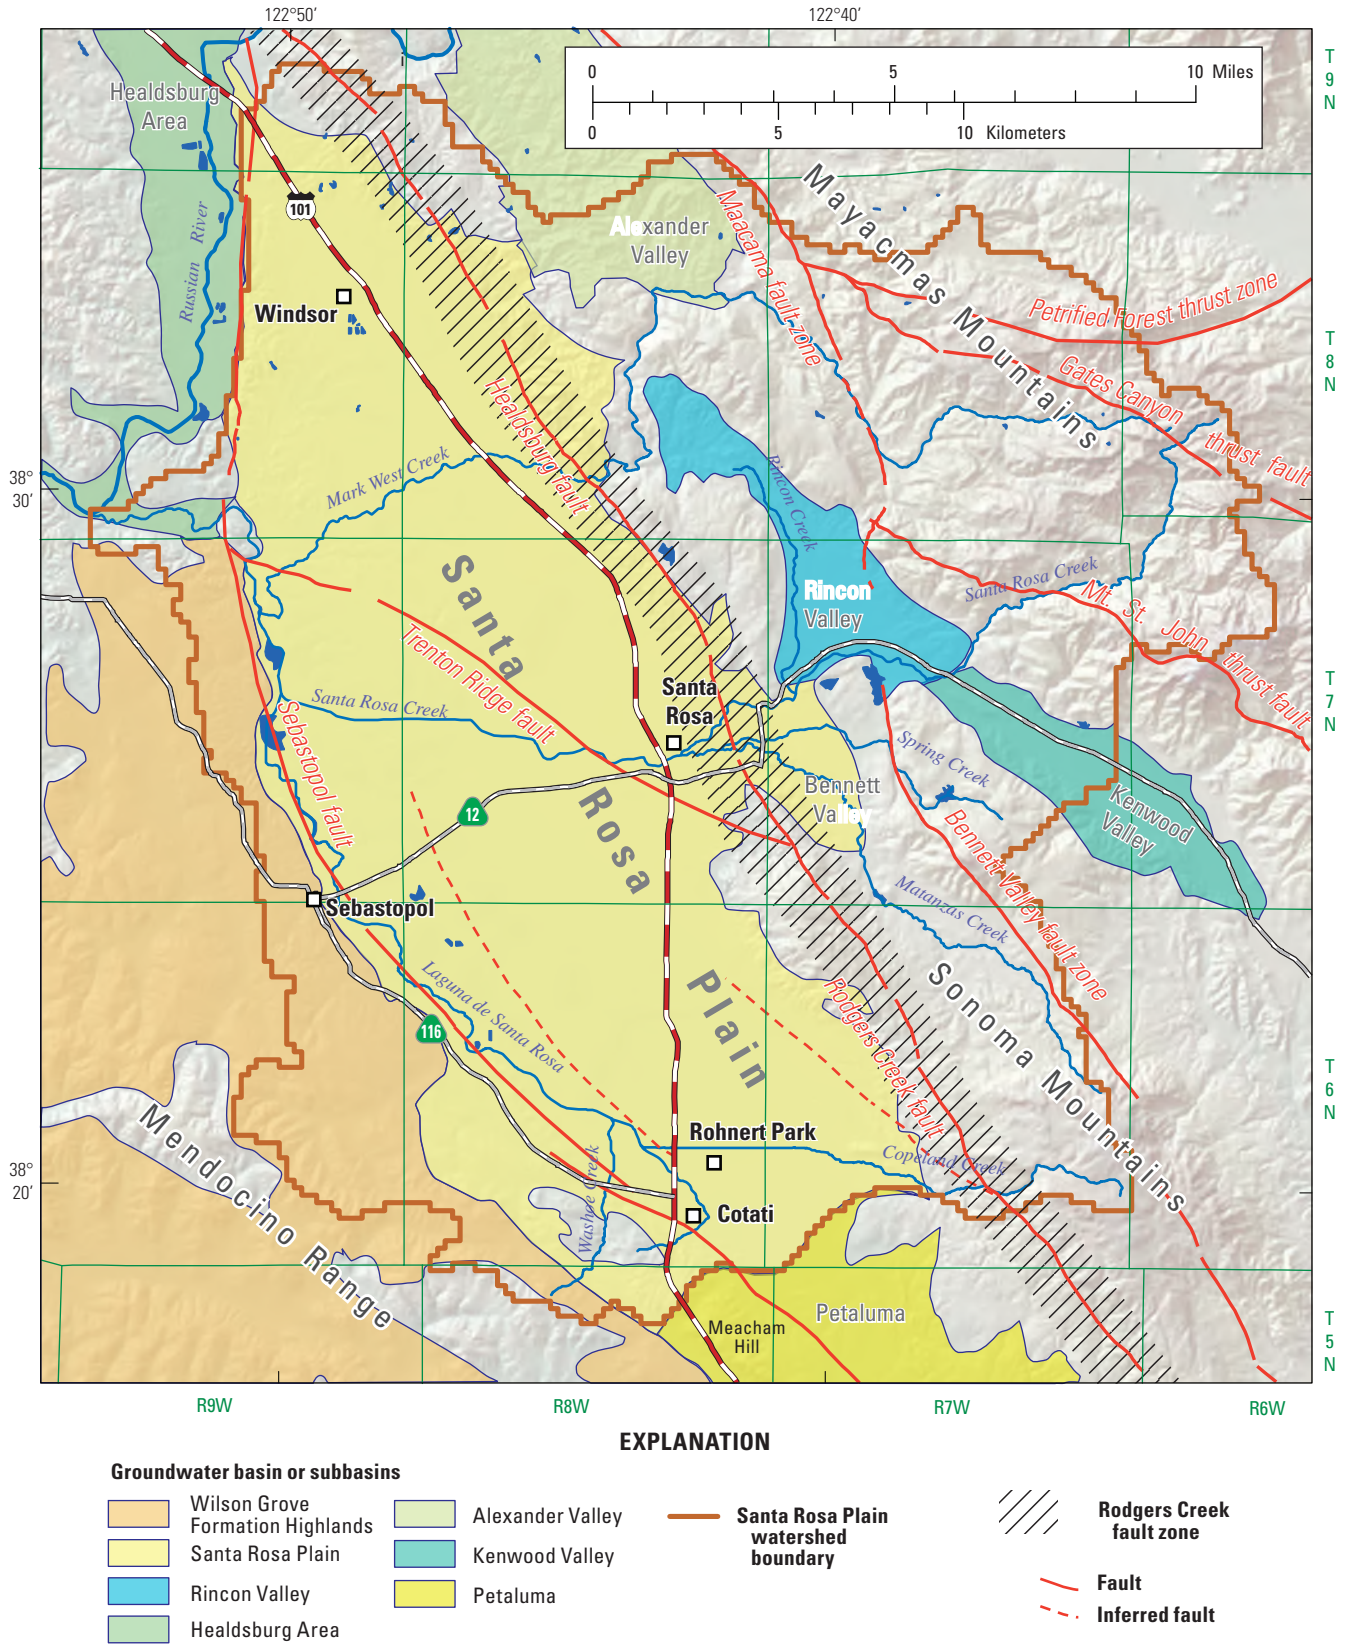 122°50′
122°40′
0
5
10 Miles
0
5
10 Kilometers
T
9
N
Healdsburg
Area
101
Russian River
Windsor
Alexander
Valley
Maacama fault zone
Mayacmas Mountains
Petrified Forest thrust zone
Gates Canyon thrust fault
T
8
N
Healdsburg fault
Mark West Creek
Rincon Creek
38°
30′
Santa Rosa Plain
Rincon
Valley
Santa Rosa Creek
Mt. St. John thrust fault
Trenton Ridge fault
Santa Rosa Creek
Santa
Rosa
T
7
N
Sebastopol fault
Spring Creek
Bennett
Valley
Kenwood
Valley
12
Bennett Valley fault zone
Matanzas Creek
Sebastopol
Laguna de Santa Rosa
116
Rodgers Creek fault
Sonoma Mountains
T
6
N
Mendocino Range
Rohnert Park
Copeland Creek
38°
20′
Washoe Creek
Cotati
Petaluma
Meacham
Hill
T
5
N
R9W
R8W
R7W
R6W
EXPLANATION
Groundwater basin or subbasins
Wilson Grove
Formation Highlands
Santa Rosa Plain
Rincon Valley
Healdsburg Area
Alexander Valley
Kenwood Valley
Petaluma
Santa Rosa Plain
watershed
boundary
Rodgers Creek
fault zone
Fault
Inferred fault